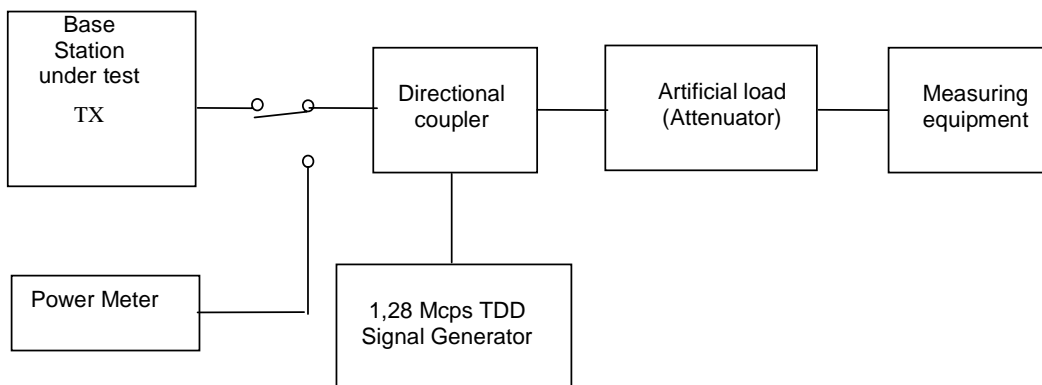 Base
Station
under test
TX
Directional
coupler
Artificial load
(Attenuator)
Measuring
equipment
Power Meter
1,28 Mcps TDD
Signal Generator